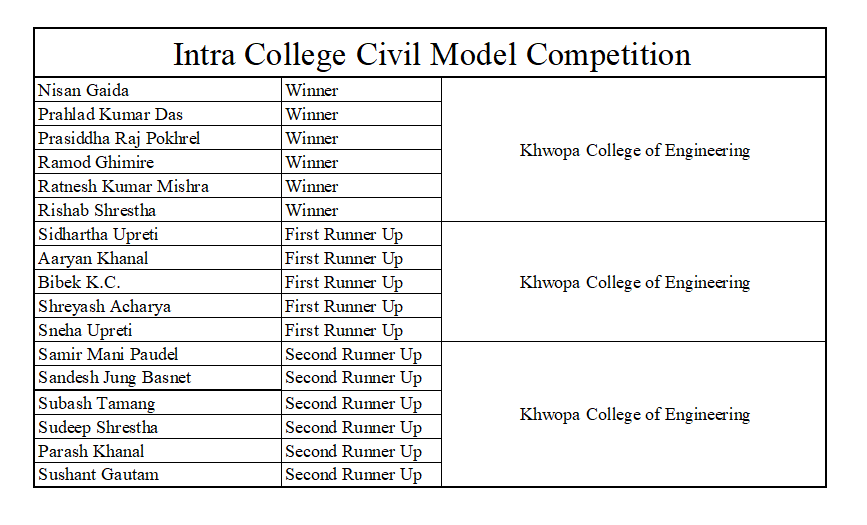 Intra College Civil Model Competition
Nisan Gaida Winner
Prahlad Kumar Das Winner
Prasiddha Raj Pokhrel Winner
Khwopa College of Engineering
Ramod Ghimire Winner
Ratnesh Kumar Mishra Winner
Rishab Shrestha Winner
Sidhartha Upreti First Runner Up
Aaryan Khanal First Runner Up
Bibek K.C. First Runner Up Khwopa College of Engineering
Shreyash Acharya First Runner Up
Sneha Upreti First Runner Up
Samir Mani Paudel Second Runner Up
Sandesh Jung Basnet Second Runner Up
Subash Tamang Second Runner Up
Khwopa College of Engineering
Sudeep Shrestha Second Runner Up
Parash Khanal Second Runner Up
Sushant Gautam Second Runner Up